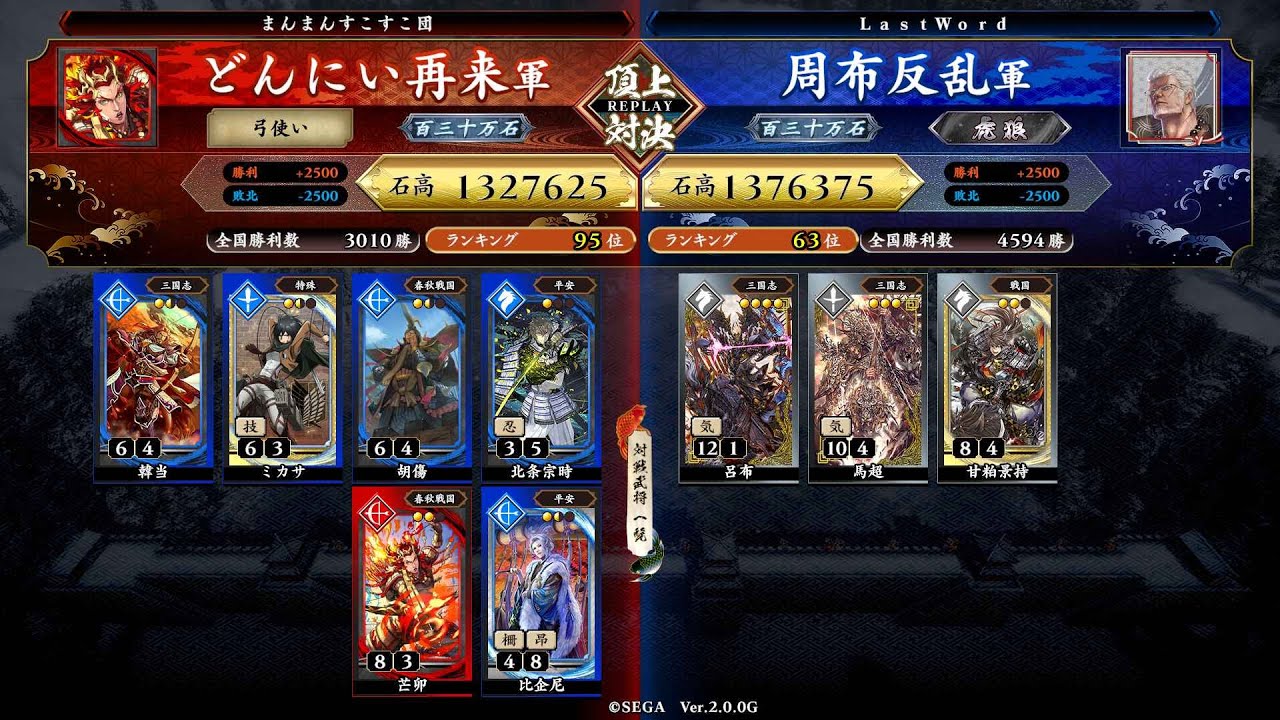 まんまんすこすこ団
LastWord
どんにい再来軍
頂上
REPLAY
対決
周布反乱軍
弓使い
百三十万石
百三十万石
勝利 +2500
敗北 -2500
石高 1327625
石高 1376375
勝利 +2500
敗北 -2500
全国勝利数 3010勝
ランキング 95位
ランキング 63位
全国勝利数 4594勝
三国志
6 4
韓当
特殊
技
6 3
ミカサ
春秋戦国
6 4
胡傷
平安
忍
3 5
北条宗時
三国志
気
12 1
呂布
三国志
気
10 4
馬超
戦国
8 4
甘粕景持
対戦武将一覧
春秋戦国
8 3
芒卯
平安
柵 昂
4 8
比企尼
©SEGA Ver.2.0.0G